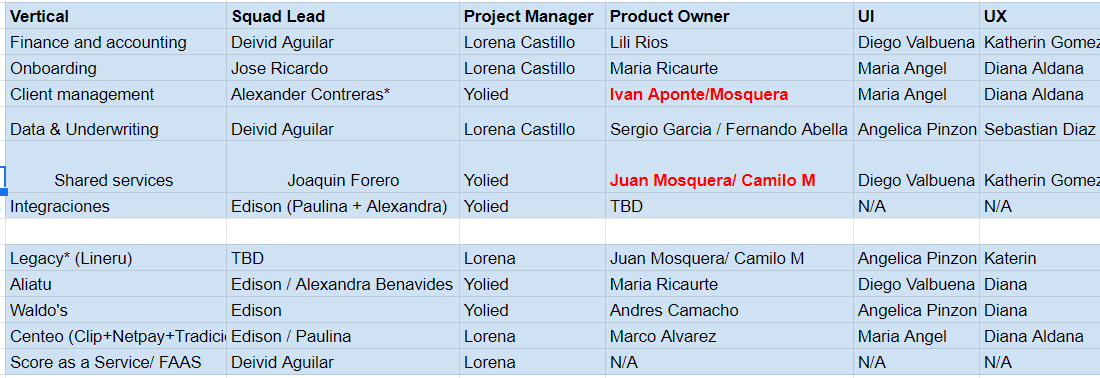 Vertical Squad Lead Project Manager Product Owner UI UX
Finance and accounting Deivid Aguilar Lorena Castillo Lili Rios Diego Valbuena Katherin Gomez
Onboarding Jose Ricardo Lorena Castillo Maria Ricaurte Maria Angel Diana Aldana
Client management Alexander Contreras* Yolied Ivan Aponte/Mosquera Maria Angel Diana Aldana
Data & Underwriting Deivid Aguilar Lorena Castillo Sergio Garcia / Fernando Abella Angelica Pinzon Sebastian Diaz
Shared services Joaquin Forero Yolied Juan Mosquera/ Camilo M Diego Valbuena Katherin Gomez
Integraciones Edison (Paulina + Alexandra) Yolied TBD N/A N/A
Legacy* (Lineru) TBD Lorena Juan Mosquera/ Camilo M Angelica Pinzon Katerin
Aliatu Edison / Alexandra Benavides Yolied Maria Ricaurte Diego Valbuena Diana
Waldo's Edison Yolied Andres Camacho Angelica Pinzon Diana
Centeo (Clip+Netpay+Tradici Edison / Paulina Lorena Marco Alvarez Maria Angel Diana Aldana
Score as a Service/ FAAS Deivid Aguilar Lorena N/A N/A N/A